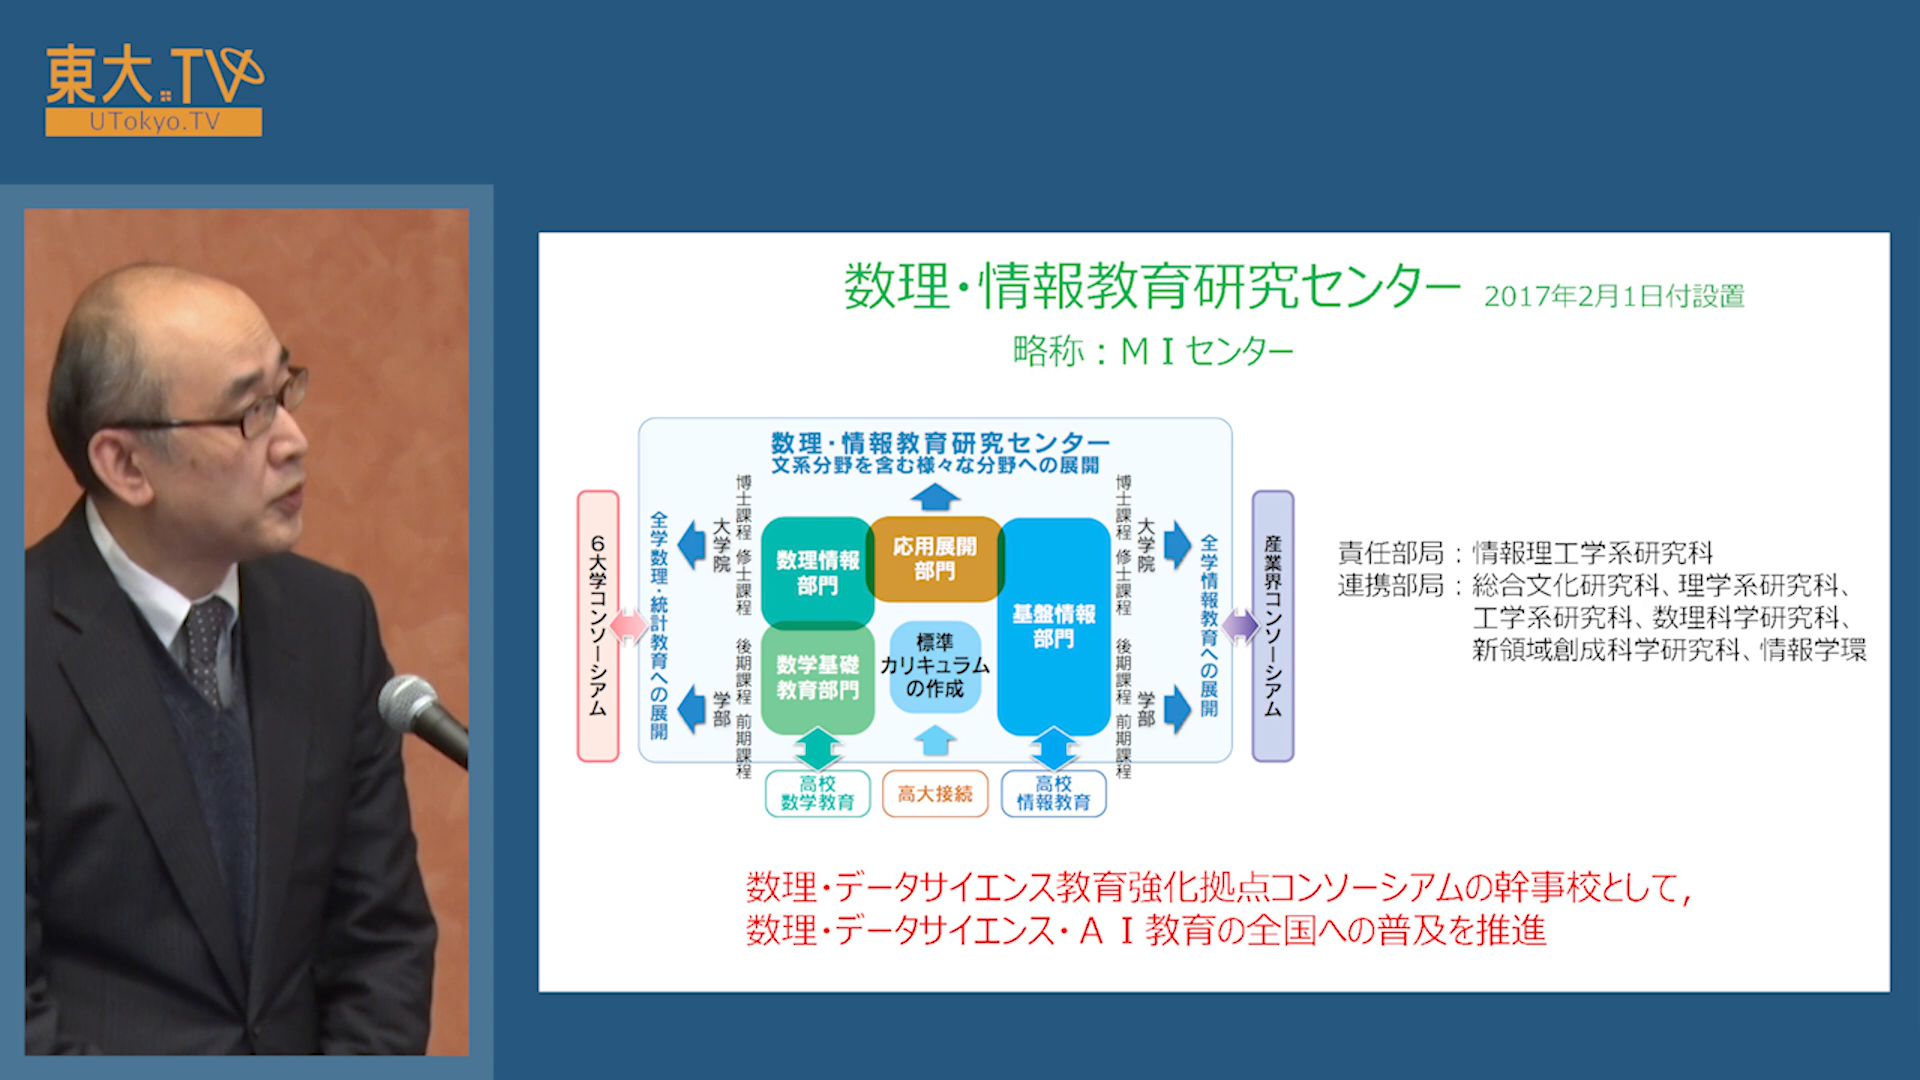 東大.TV
UTokyo.TV
数理・情報教育研究センター 2017年2月1日付設置
略称：ＭＩセンター
数理・情報教育研究センター
文系分野を含む様々な分野への展開
6大学コンソーシアム
全学数理・統計教育への展開
大学院
学部
博士課程 修士課程 後期課程 前期課程
数理情報
部門
応用展開
部門
基盤情報
部門
数学基礎
教育部門
標準
カリキュラム
の作成
博士課程 修士課程 後期課程 前期課程
大学院
学部
全学情報教育への展開
産業界コンソーシアム
高校
数学教育
高大接続
高校
情報教育
責任部局：情報理工学系研究科
連携部局：総合文化研究科、理学系研究科、
工学系研究科、数理科学研究科、
新領域創成科学研究科、情報学環
数理・データサイエンス教育強化拠点コンソーシアムの幹事校として,
数理・データサイエンス・ＡＩ教育の全国への普及を推進